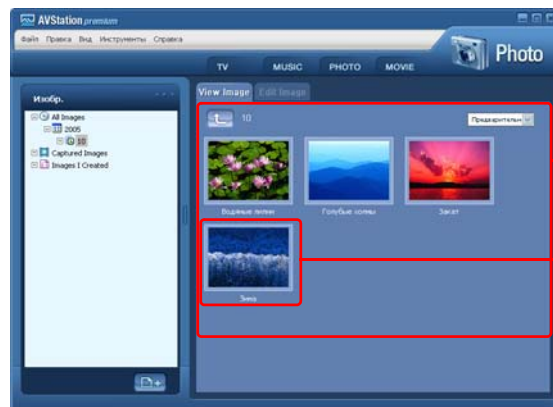 AVStation premium
Файл Правка Вид Инструменты Справка
Photo
TV MUSIC PHOTO MOVIE
Изобр.
View Image Edit Image
All Images
2005
10
Captured Images
Images I Created
10
Предварительн
Водяные лилии Голубые холмы Закат
Зима